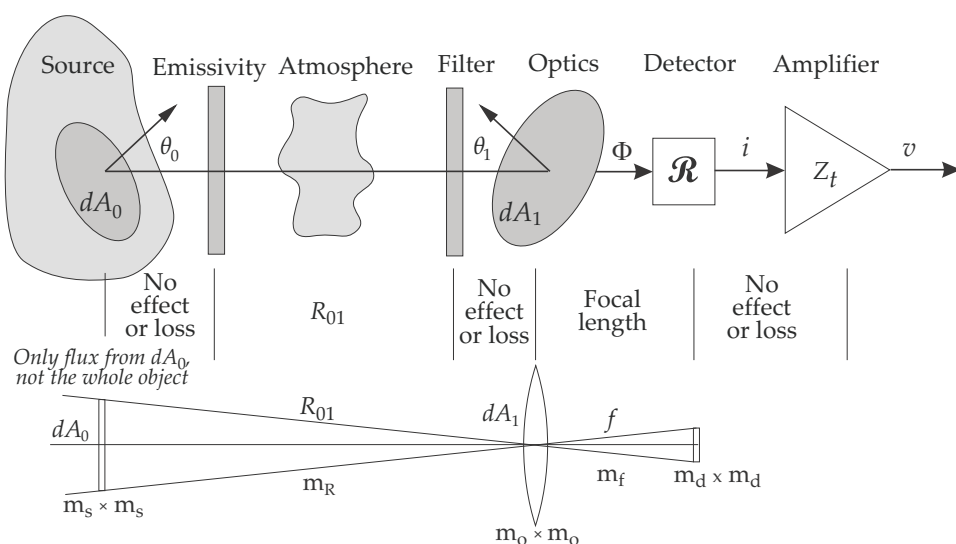 Source Emissivity Atmosphere Filter Optics Detector Amplifier
θ0 θ1 Φ ℛ i Zt v
dA0 dA1
No effect or loss
R01
No effect or loss
Focal length
No effect or loss
Only flux from dA0,
not the whole object
R01 dA1 f
dA0
mR mf md x md
ms × ms
mo × mo